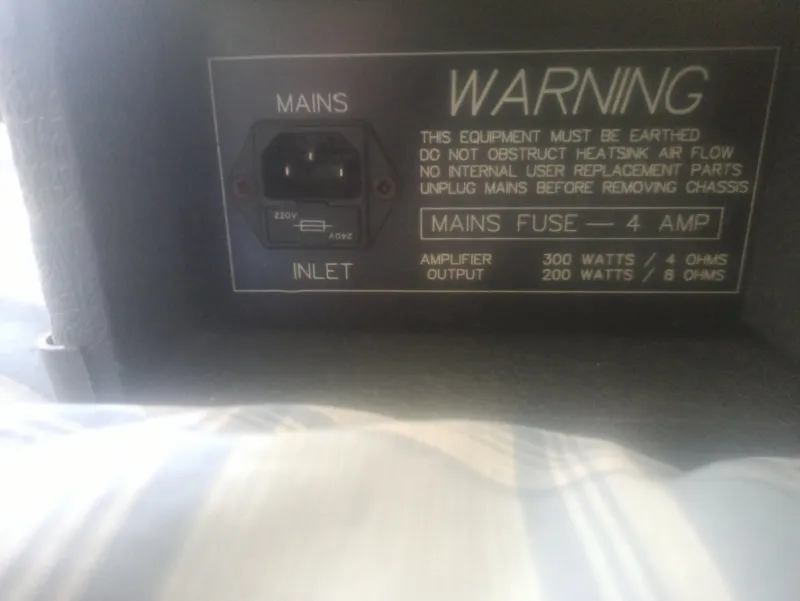 MAINS
220V
240V
INLET
WARNING
THIS EQUIPMENT MUST BE EARTHED
DO NOT OBSTRUCT HEATSINK AIR FLOW
NO INTERNAL USER REPLACEMENT PARTS
UNPLUG MAINS BEFORE REMOVING CHASSIS
MAINS FUSE — 4 AMP
AMPLIFIER 300 WATTS / 4 OHMS
OUTPUT 200 WATTS / 8 OHMS